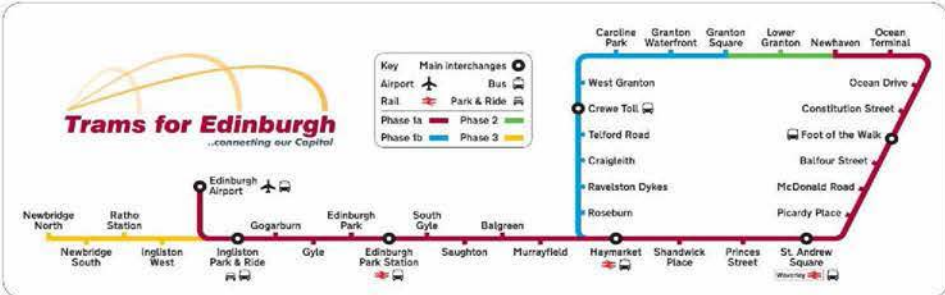 Trams for Edinburgh
...connecting our Capital
Key Main Interchanges
Airport Bus
Rail Park & Ride
Phase 1a Phase 2
Phase 1b Phase 3
Caroline
Park
Granton
Waterfront
Granton
Square
Lower
Granton
Newhaven
Ocean
Terminal
West Granton
Crewe Toll
Telford Road
Craigleith
Ravelston Dykes
Roseburn
Ocean Drive
Constitution Street
Foot of the Walk
Balfour Street
McDonald Road
Picardy Place
Edinburgh
Airport
Newbridge
North
Ratho
Station
Newbridge
South
Ingliston
West
Gogarburn
Edinburgh
Park
South
Gyle
Balgreen
Ingliston
Park & Ride
Gyle
Edinburgh
Park Station
Saughton
Murrayfield
Haymarket
Shandwick
Place
Princes
Street
St. Andrew
Square
Waverley